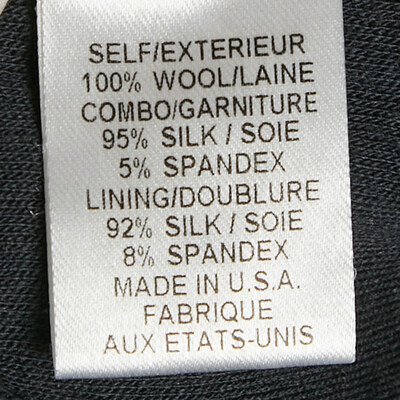 SELF/EXTERIEUR
100% WOOL/LAINE
COMBO/GARNITURE
95% SILK / SOIE
5% SPANDEX
LINING/DOUBLURE
92% SILK / SOIE
8% SPANDEX
MADE IN U.S.A.
FABRIQUE
AUX ETATS-UNIS